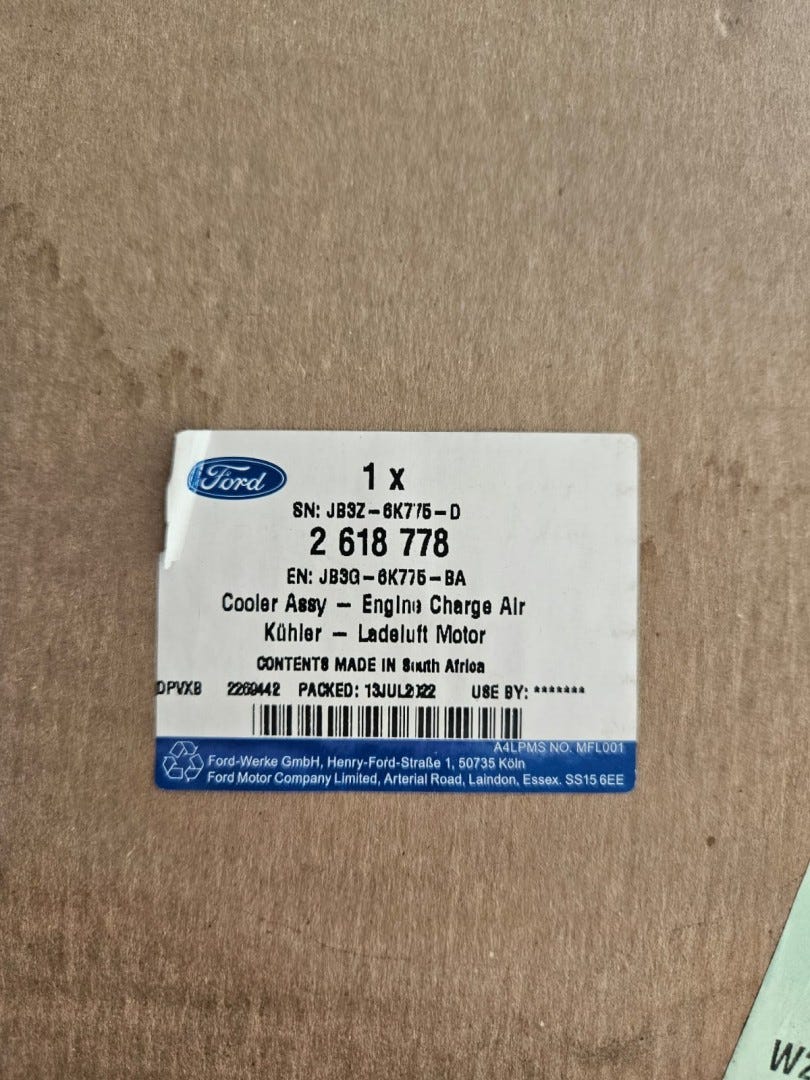 Ford
1 x
SN: JB3Z-6K775-D
2 618 778
EN: JB3G-6K775-BA
Cooler Assy - Engine Charge Air
Kühler - Ladeluft Motor
CONTENTS MADE IN South Africa
DPVXB 2260442 PACKED: 13JUL2022 USE BY: *******
A4LPMS NO. MFL001
Ford-Werke GmbH, Henry-Ford-Straße 1, 50735 Köln
Ford Motor Company Limited, Arterial Road, Laindon, Essex. SS15 6EE